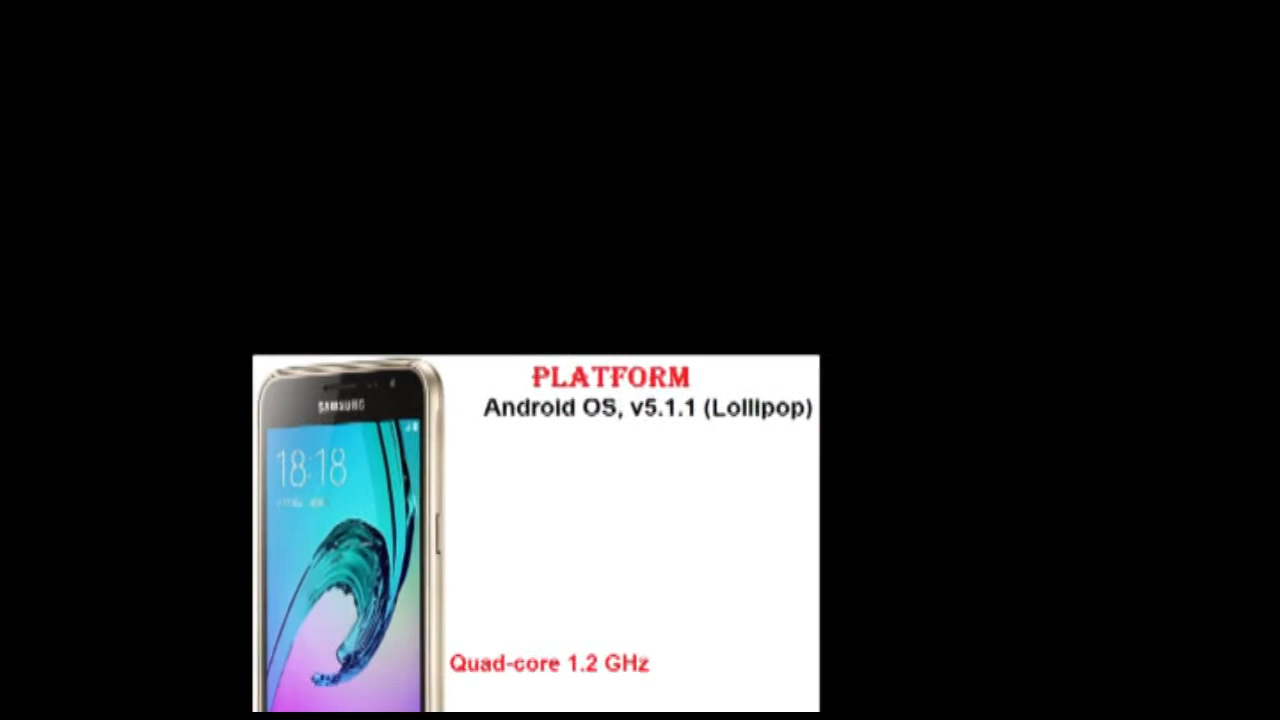 PLATFORM
Android OS, v5.1.1 (Lollipop)
SAMSUNG
18:18
Quad-core 1.2 GHz